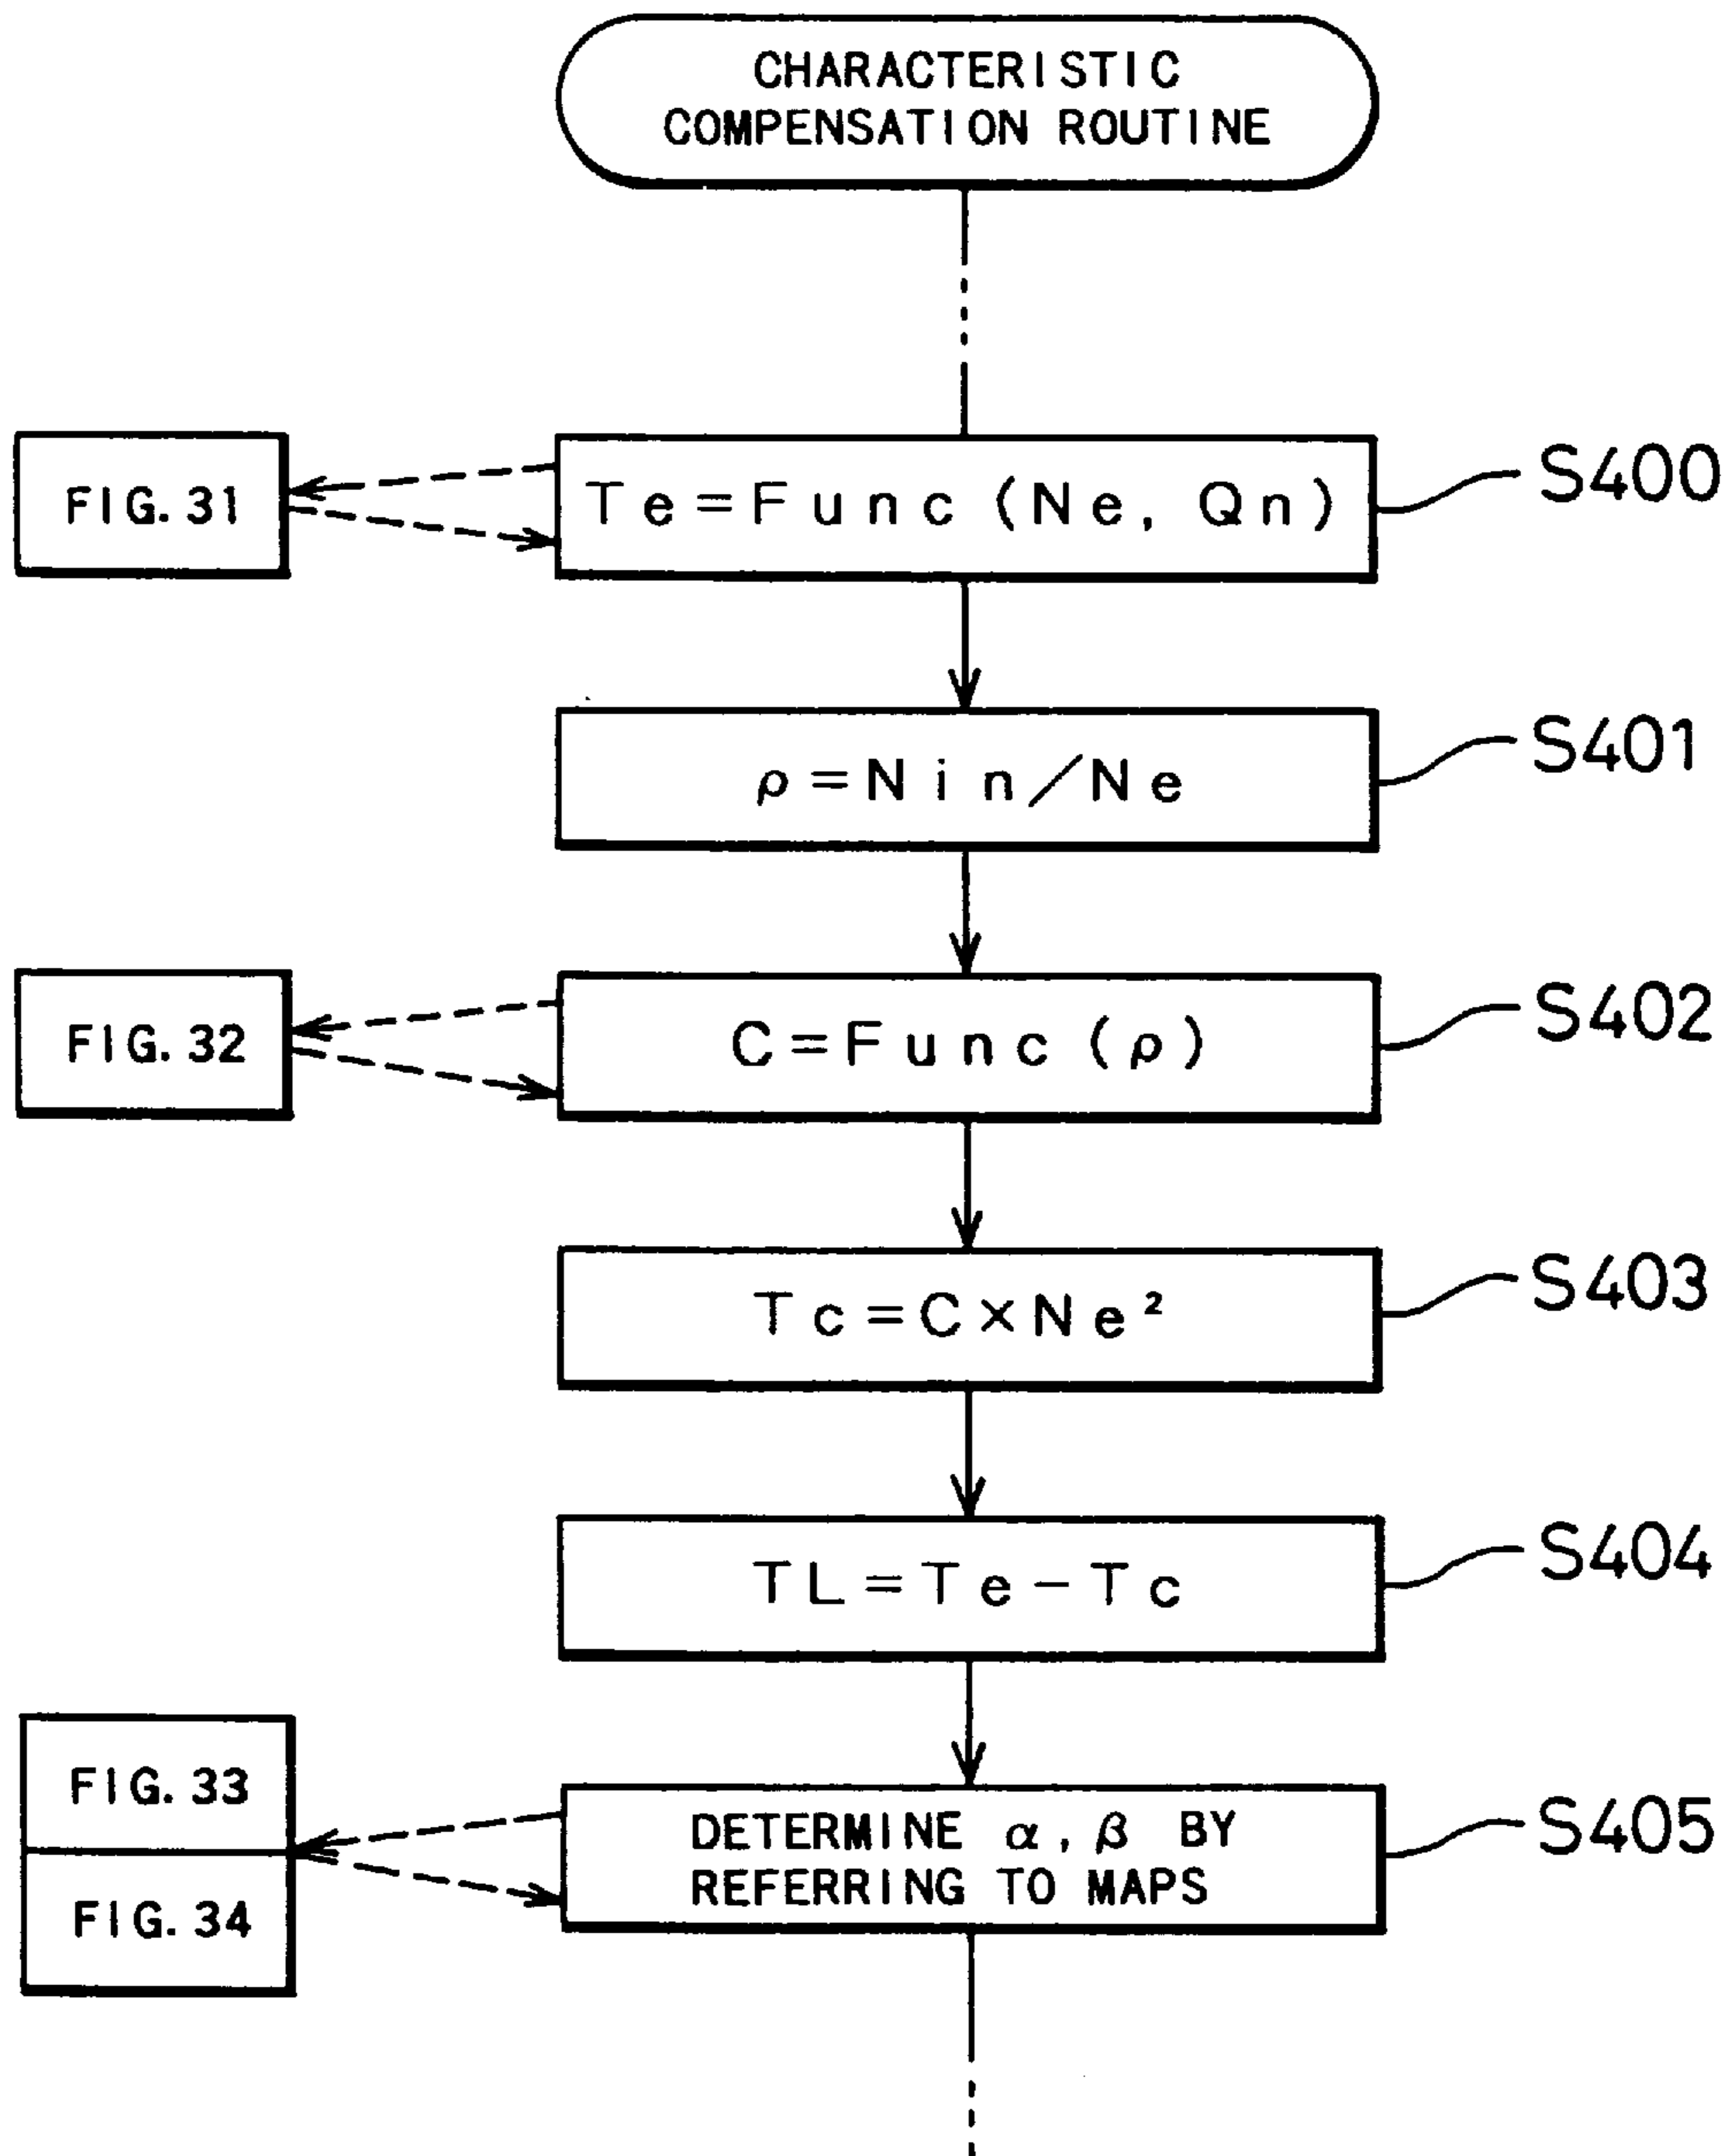 CHARACTERISTIC
COMPENSATION ROUTINE
FIG. 31
Te=Func (Ne, Qn)
S400
ρ=Nin/Ne
S401
FIG. 32
C=Func (ρ)
S402
Tc=C×Ne²
S403
TL=Te-Tc
S404
FIG. 33
FIG. 34
DETERMINE α, β BY
REFERRING TO MAPS
S405